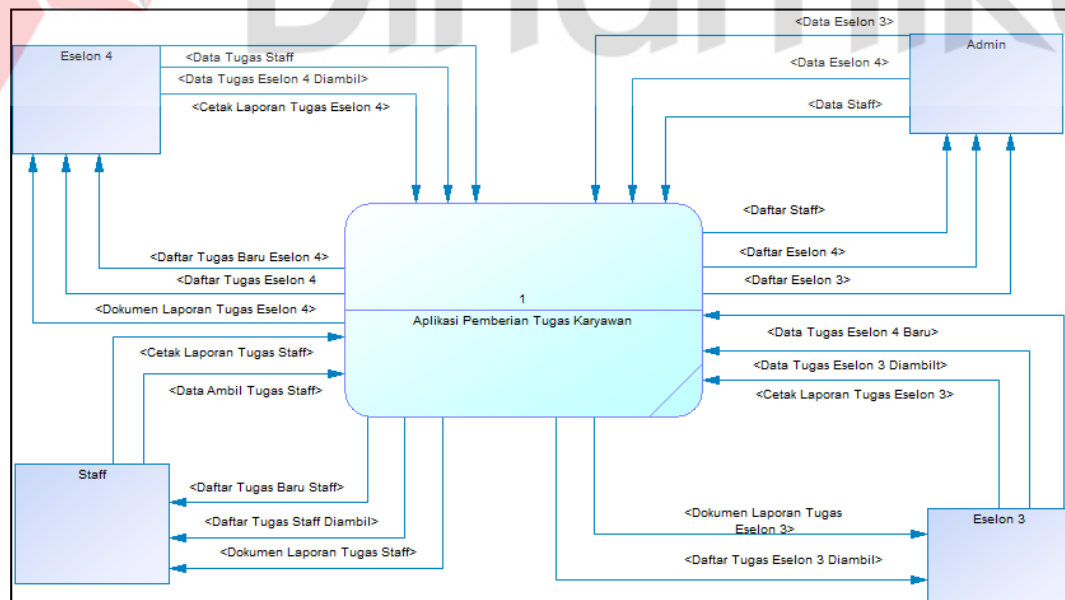 Dinamika
<Data Eselon 3>
Eselon 4
Admin
<Data Tugas Staff
<Data Eselon 4>
<Data Tugas Eselon 4 Diambil>
<Cetak Laporan Tugas Eselon 4>
<Data Staff>
<Daftar Staff>
<Daftar Tugas Baru Eselon 4>
<Daftar Eselon 4>
<Daftar Tugas Eselon 4
<Daftar Eselon 3>
1
<Dokumen Laporan Tugas Eselon 4>
Aplikasi Pemberian Tugas Karyawan
<Data Tugas Eselon 4 Baru>
<Cetak Laporan Tugas Staff>
<Data Tugas Eselon 3 Diambilt>
<Data Ambil Tugas Staff>
<Cetak Laporan Tugas Eselon 3>
Staff
<Daftar Tugas Baru Staff>
<Dokumen Laporan Tugas
Eselon 3>
Eselon 3
<Daftar Tugas Staff Diambil>
<Dokumen Laporan Tugas Staff>
<Daftar Tugas Eselon 3 Diambil>